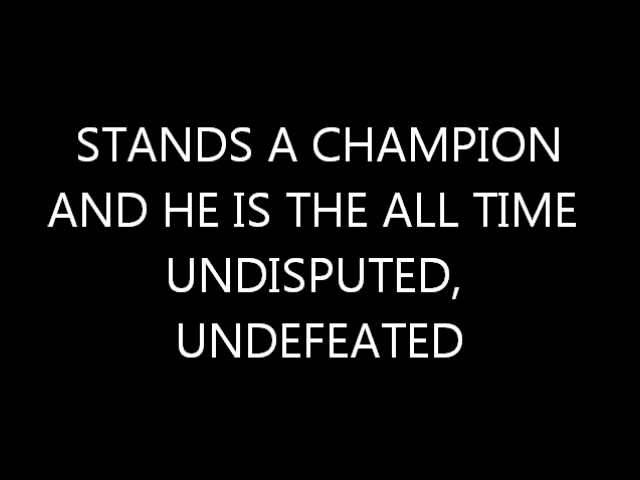 STANDS A CHAMPION
AND HE IS THE ALL TIME
UNDISPUTED,
UNDEFEATED